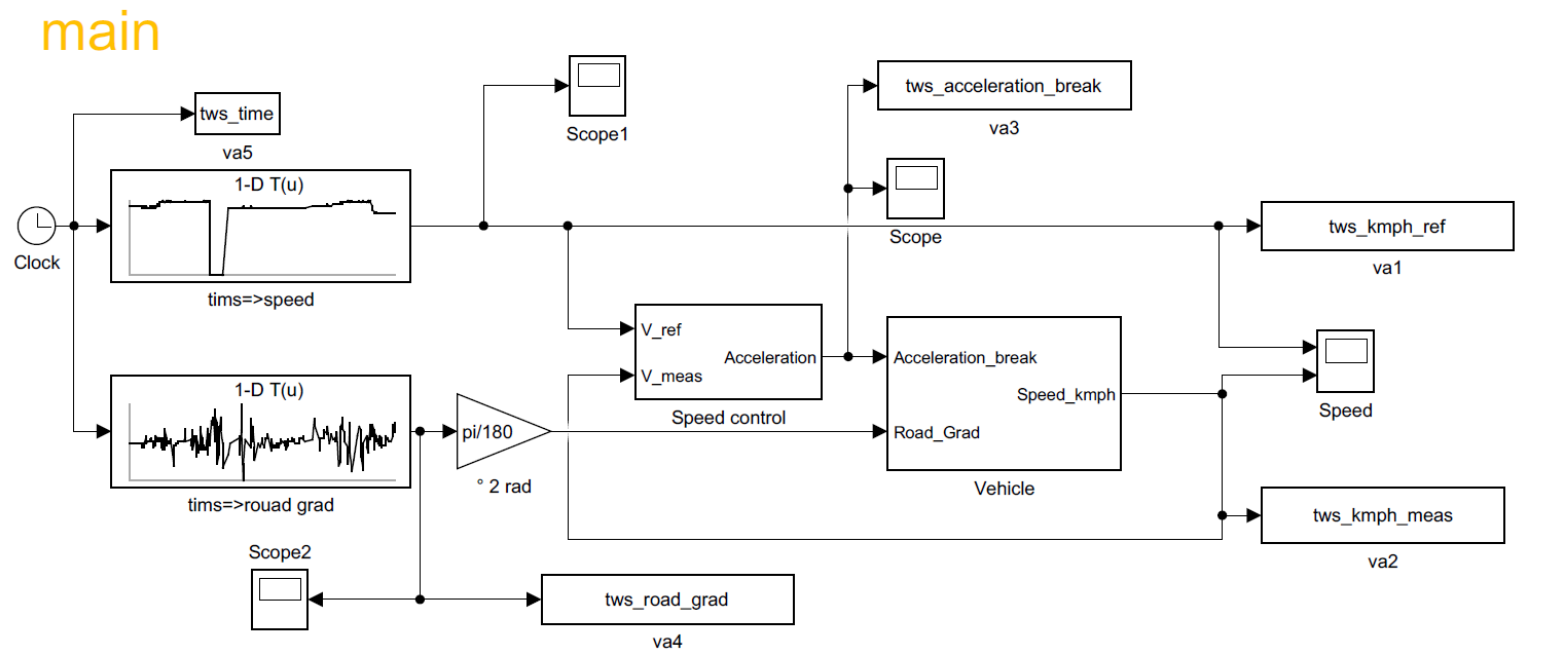 main
tws_time
va5
Clock
1-D T(u)
tims=>speed
Scope1
tws_acceleration_break
va3
Scope
tws_kmph_ref
va1
V_ref
V_meas
Acceleration
Speed control
Acceleration_break
Road_Grad
Speed_kmph
Vehicle
Speed
1-D T(u)
tims=>rouad grad
pi/180
° 2 rad
tws_kmph_meas
va2
Scope2
tws_road_grad
va4